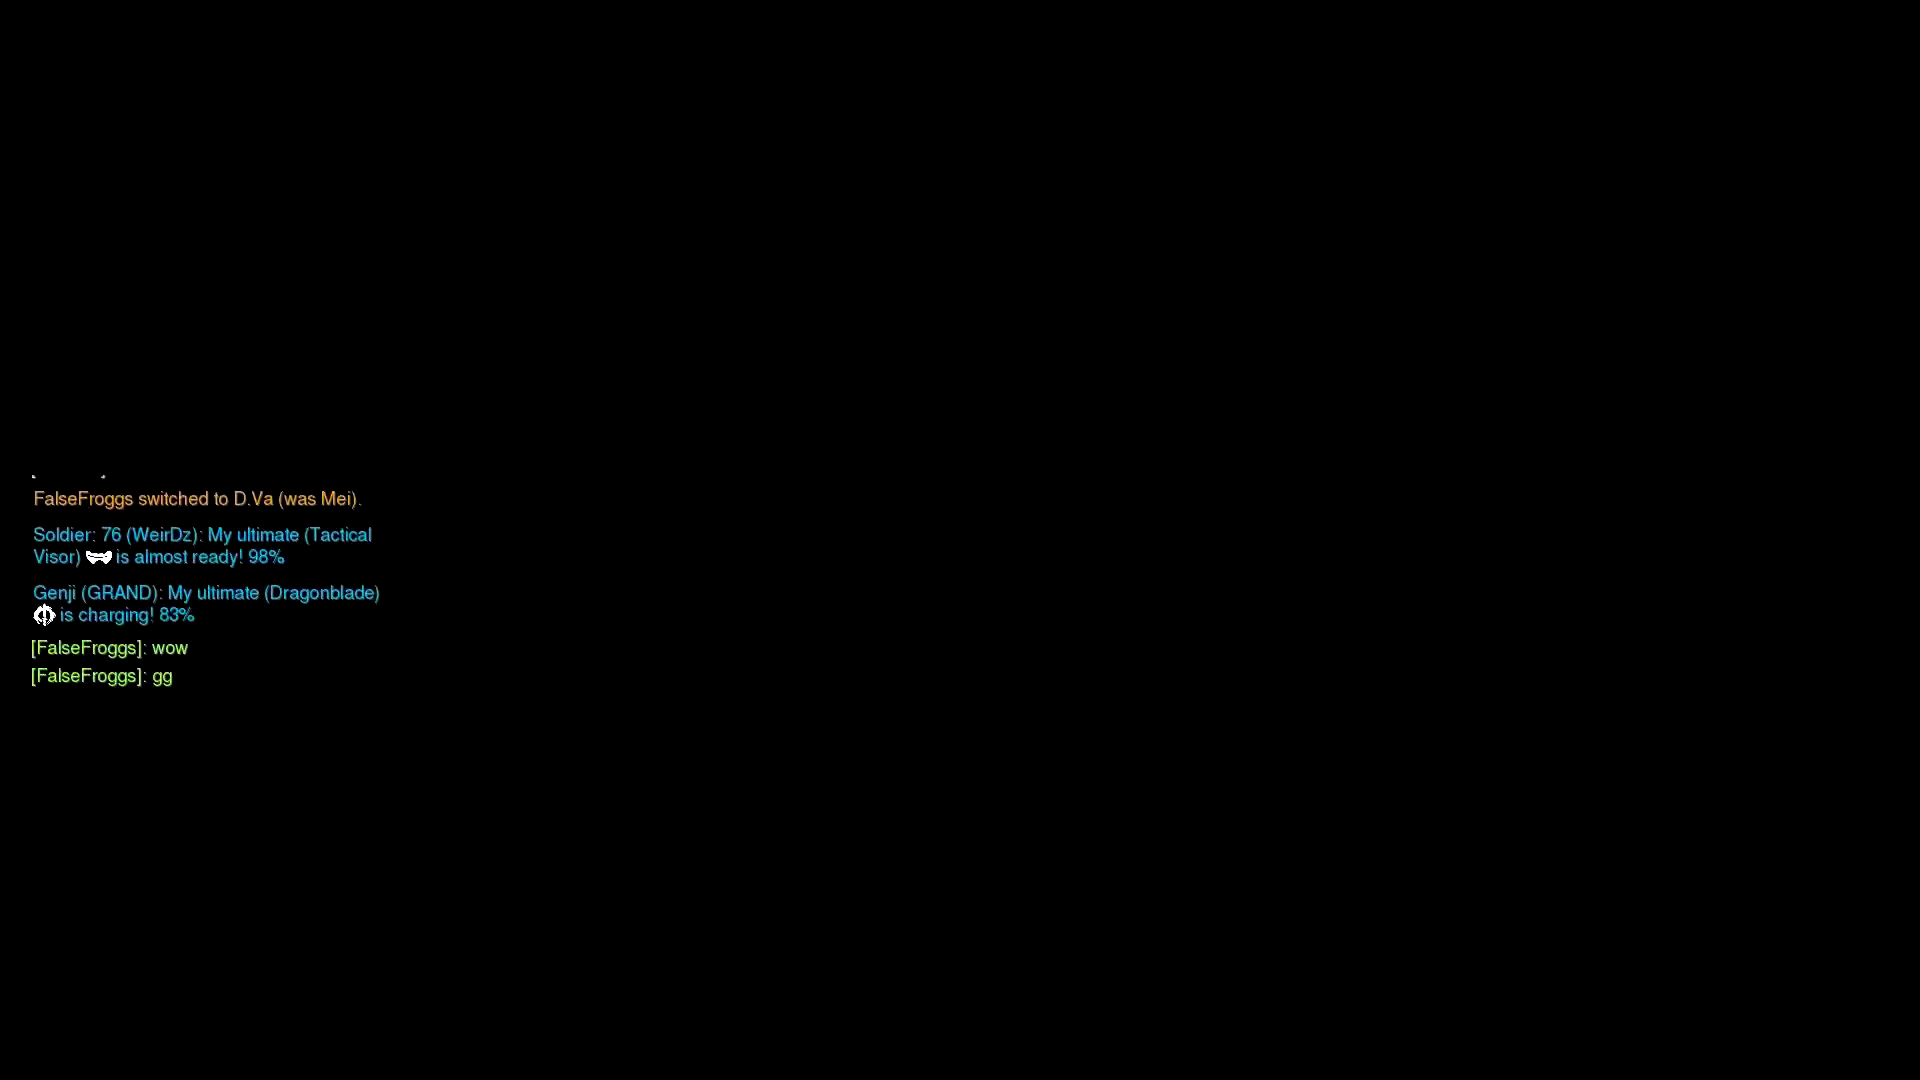 FalseFroggs switched to D.Va (was Mei).
Soldier: 76 (WeirDz): My ultimate (Tactical
Visor) is almost ready! 98%
Genji (GRAND): My ultimate (Dragonblade)
is charging! 83%
[FalseFroggs]: wow
[FalseFroggs]: gg